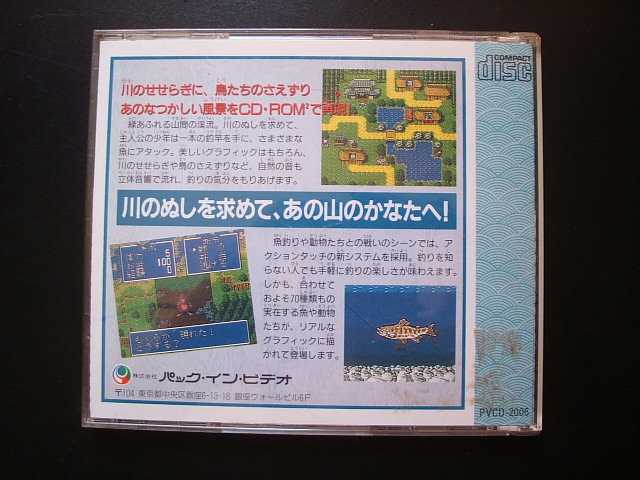 COMPACT
disc
川のせせらぎに、鳥たちのさえずり
あのなつかしい風景をCD・ROM²で再現!
緑あふれる山間の渓流。川のぬしを求めて、
主人公の少年は一本の釣竿を手に、さまざまな
魚にアタック。美しいグラフィックはもちろん、
川のせせらぎや鳥のさえずりなど、自然の音も
立体音響で流れ、釣りの気分をもりあげます。
川のぬしを求めて、あの山のかなたへ!
魚釣りや動物たちとの戦いのシーンでは、ア
クションタッチの新システムを採用。釣りを知
らない人でも手軽に釣りの楽しさが味わえます。
しかも、合わせて
およそ70種類もの
実在する魚や動物
たちが、リアルな
グラフィックに描
かれて登場します。
5
100
0
現れた!
どうする?
株式会社 パック・イン・ビデオ
〒104 東京都中央区銀座6-13-16 銀座ウォールビル6F
PVCD-2006